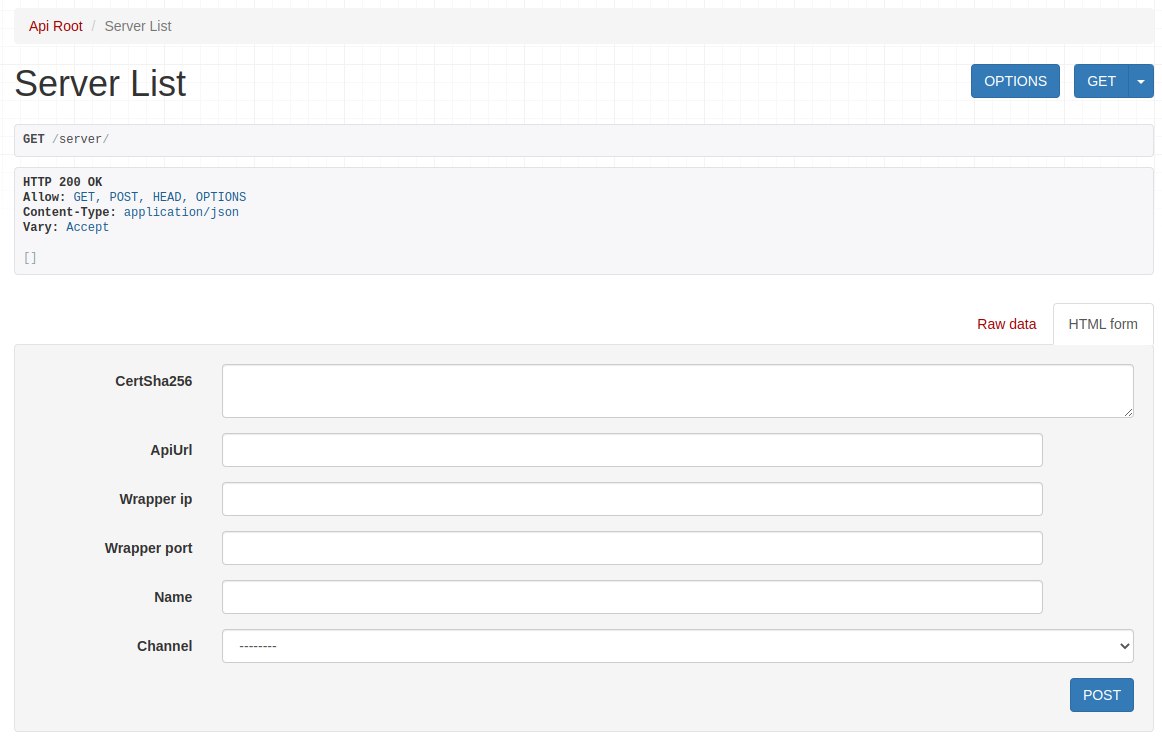 Api Root / Server List
Server List
OPTIONS
GET
GET /server/
HTTP 200 OK
Allow: GET, POST, HEAD, OPTIONS
Content-Type: application/json
Vary: Accept
[]
Raw data
HTML form
CertSha256
ApiUrl
Wrapper ip
Wrapper port
Name
Channel
--------
POST